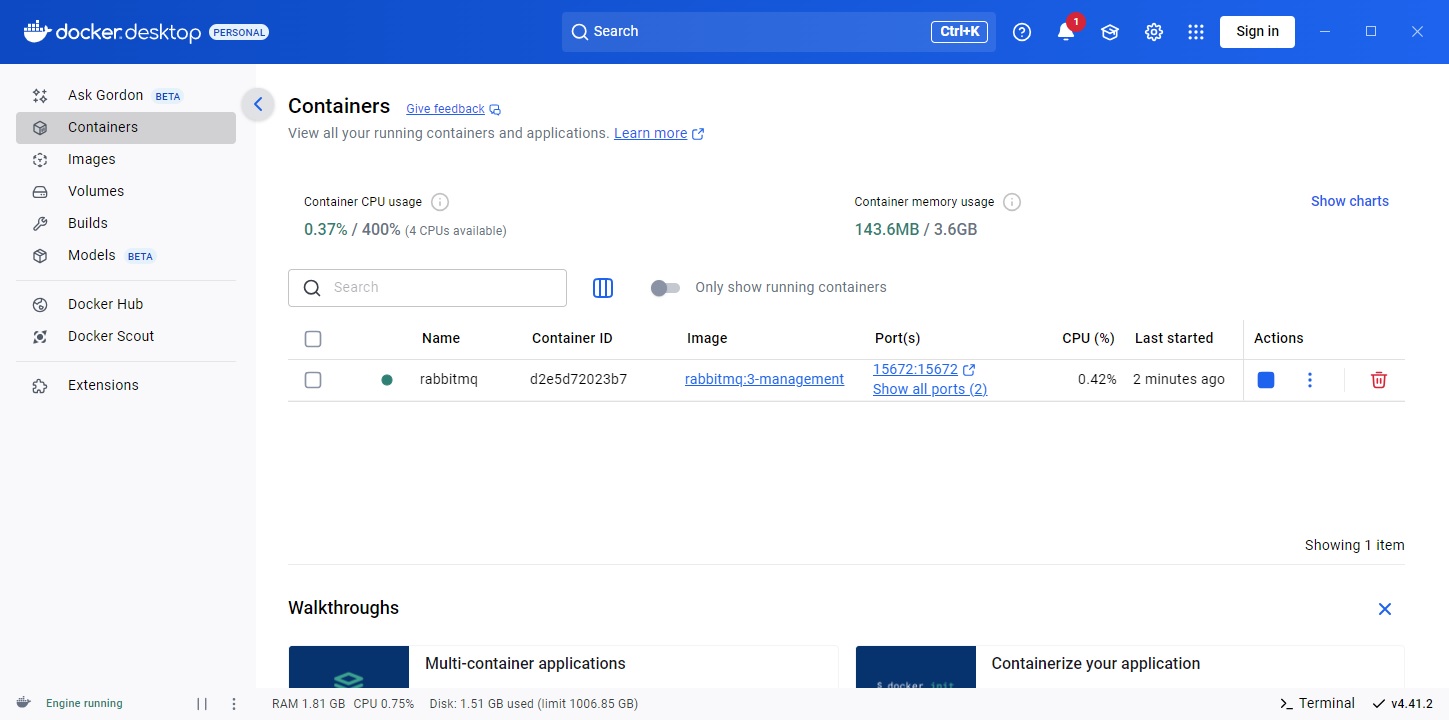 docker desktop PERSONAL
Search Ctrl+K
1
Sign in
Ask Gordon BETA
Containers
Images
Volumes
Builds
Models BETA
Docker Hub
Docker Scout
Extensions
Containers Give feedback
View all your running containers and applications. Learn more
Container CPU usage
0.37% / 400% (4 CPUs available)
Container memory usage
143.6MB / 3.6GB
Show charts
Search
Only show running containers
Name Container ID Image Port(s) CPU (%) Last started Actions
rabbitmq d2e5d72023b7 rabbitmq:3-management 15672:15672 0.42% 2 minutes ago
Show all ports (2)
Showing 1 item
Walkthroughs
Multi-container applications
Containerize your application
$ docker init
Engine running
RAM 1.81 GB CPU 0.75% Disk: 1.51 GB used (limit 1006.85 GB)
Terminal
v4.41.2